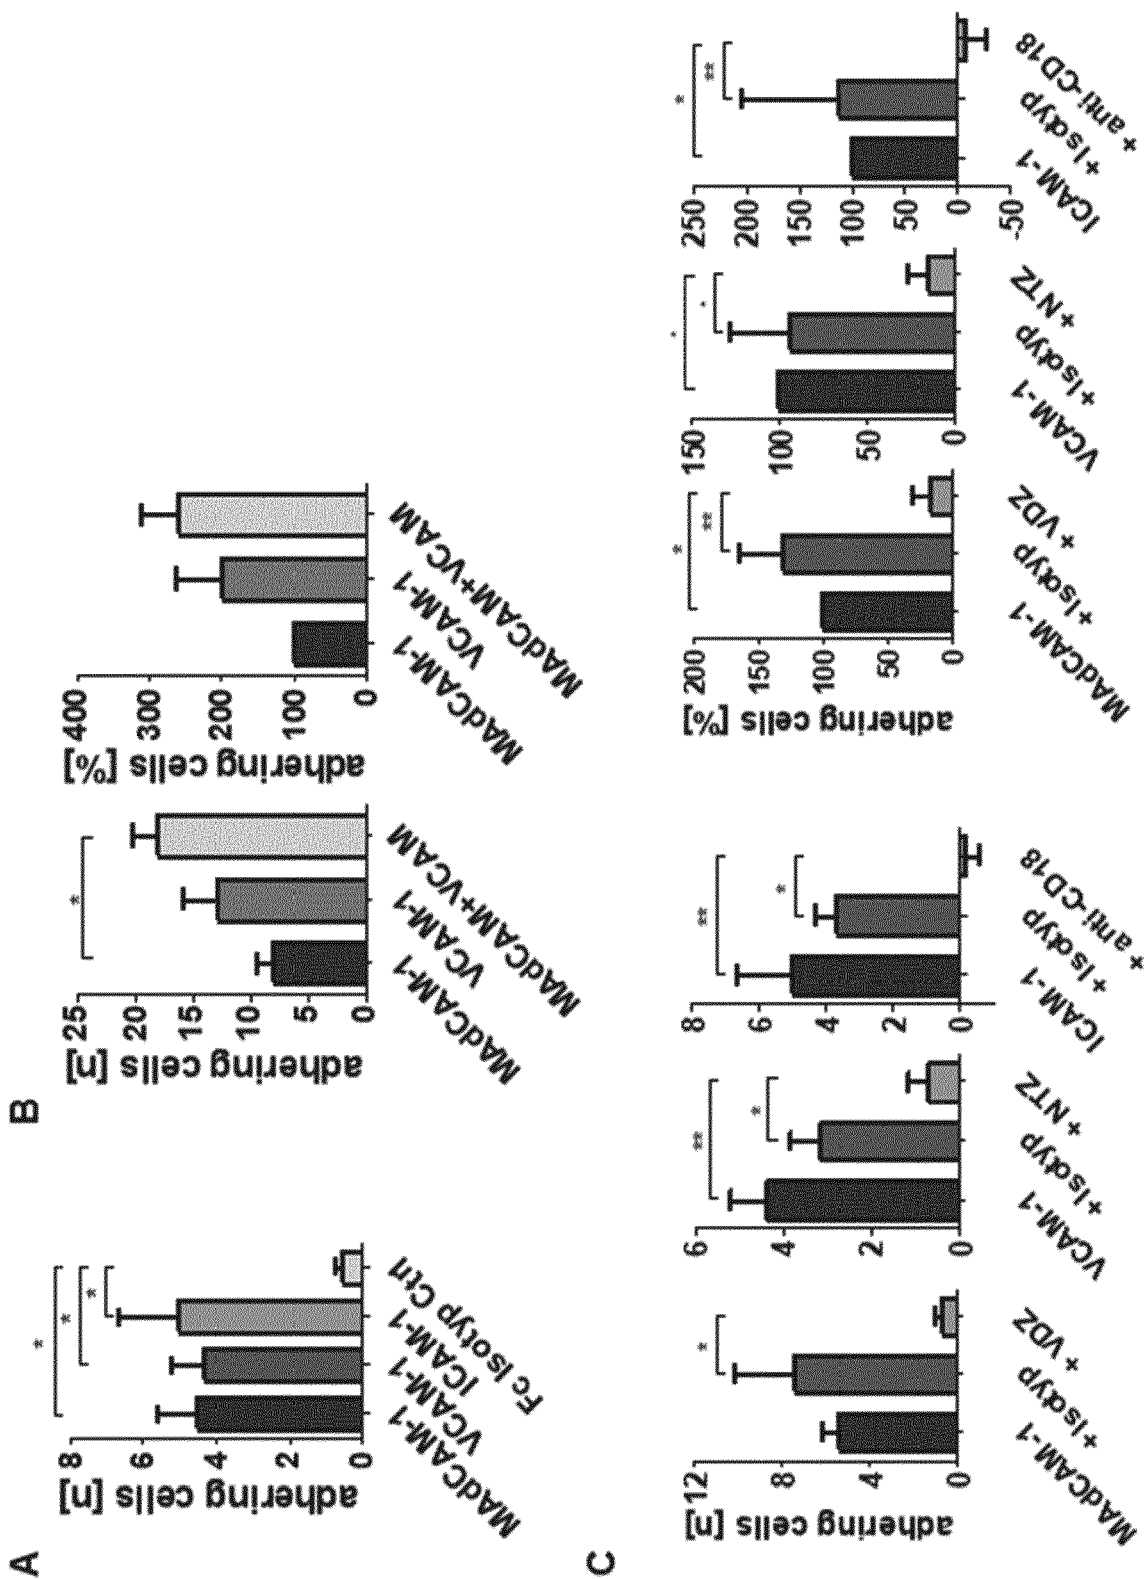 A
adhering cells [n]
8
6
4
2
0
*
*
*
MAdCAM-1
VCAM-1
ICAM-1
Fc Isotyp Ctrl
B
adhering cells [n]
25
20
15
10
5
0
*
MAdCAM-1
VCAM-1
MAdCAM+VCAM
adhering cells [%]
400
300
200
100
0
MAdCAM-1
VCAM-1
MAdCAM+VCAM
C
adhering cells [n]
12
8
4
0
*
MAdCAM-1
+Isotyp
+ VDZ
6
4
2
0
**
*
VCAM-1
+Isotyp
+ NTZ
8
6
4
2
0
**
*
ICAM-1
+Isotyp
+ anti-CD18
adhering cells [%]
200
150
100
50
0
*
**
MAdCAM-1
+Isotyp
+ VDZ
150
100
50
0
*
*
VCAM-1
+Isotyp
+ NTZ
250
200
150
100
50
0
-50
*
**
ICAM-1
+Isotyp
+ anti-CD18